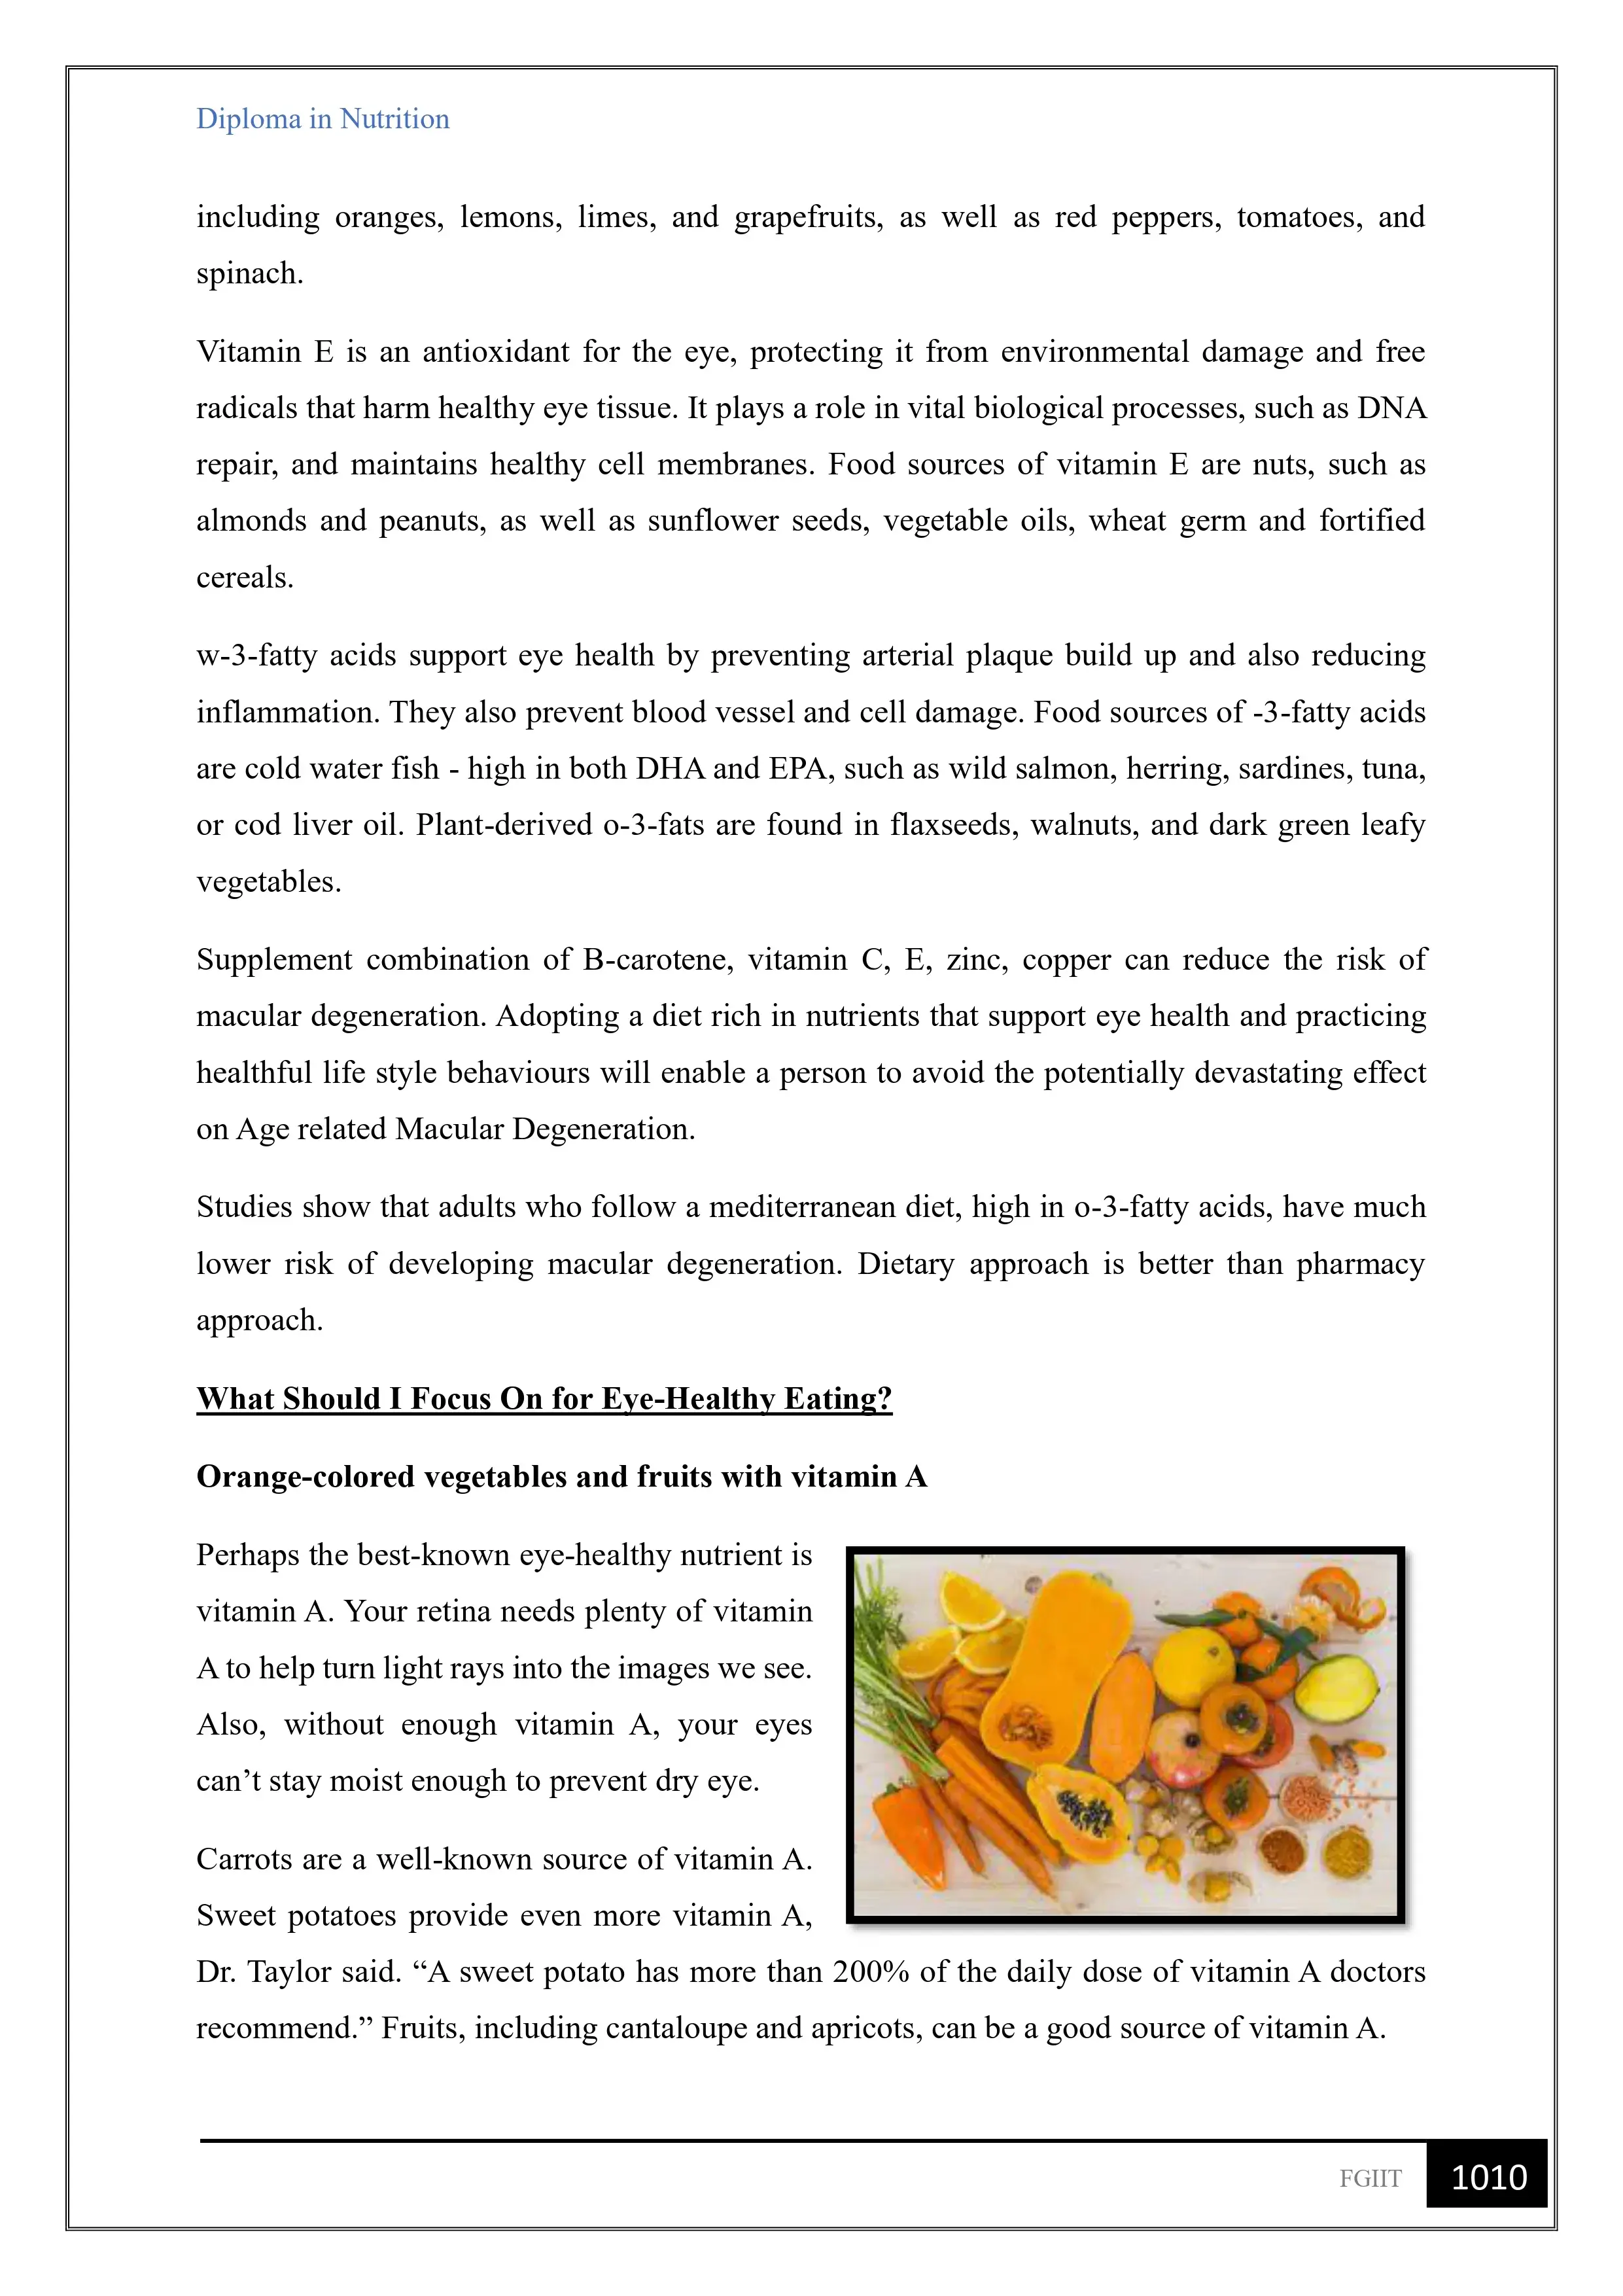 Diploma in Nutrition
including oranges, lemons, limes, and grapefruits, as well as red peppers, tomatoes, and
spinach.
Vitamin E is an antioxidant for the eye, protecting it from environmental damage and free
radicals that harm healthy eye tissue. It plays a role in vital biological processes, such as DNA
repair, and maintains healthy cell membranes. Food sources of vitamin E are nuts, such as
almonds and peanuts, as well as sunflower seeds, vegetable oils, wheat germ and fortified
cereals.
w-3-fatty acids support eye health by preventing arterial plaque build up and also reducing
inflammation. They also prevent blood vessel and cell damage. Food sources of -3-fatty acids
are cold water fish - high in both DHA and EPA, such as wild salmon, herring, sardines, tuna,
or cod liver oil. Plant-derived o-3-fats are found in flaxseeds, walnuts, and dark green leafy
vegetables.
Supplement combination of B-carotene, vitamin C, E, zinc, copper can reduce the risk of
macular degeneration. Adopting a diet rich in nutrients that support eye health and practicing
healthful life style behaviours will enable a person to avoid the potentially devastating effect
on Age related Macular Degeneration.
Studies show that adults who follow a mediterranean diet, high in o-3-fatty acids, have much
lower risk of developing macular degeneration. Dietary approach is better than pharmacy
approach.
What Should I Focus On for Eye-Healthy Eating?
Orange-colored vegetables and fruits with vitamin A
Perhaps the best-known eye-healthy nutrient is
vitamin A. Your retina needs plenty of vitamin
A to help turn light rays into the images we see.
Also, without enough vitamin A, your eyes
can’t stay moist enough to prevent dry eye.
Carrots are a well-known source of vitamin A.
Sweet potatoes provide even more vitamin A,
Dr. Taylor said. “A sweet potato has more than 200% of the daily dose of vitamin A doctors
recommend.” Fruits, including cantaloupe and apricots, can be a good source of vitamin A.
FGIIT 1010